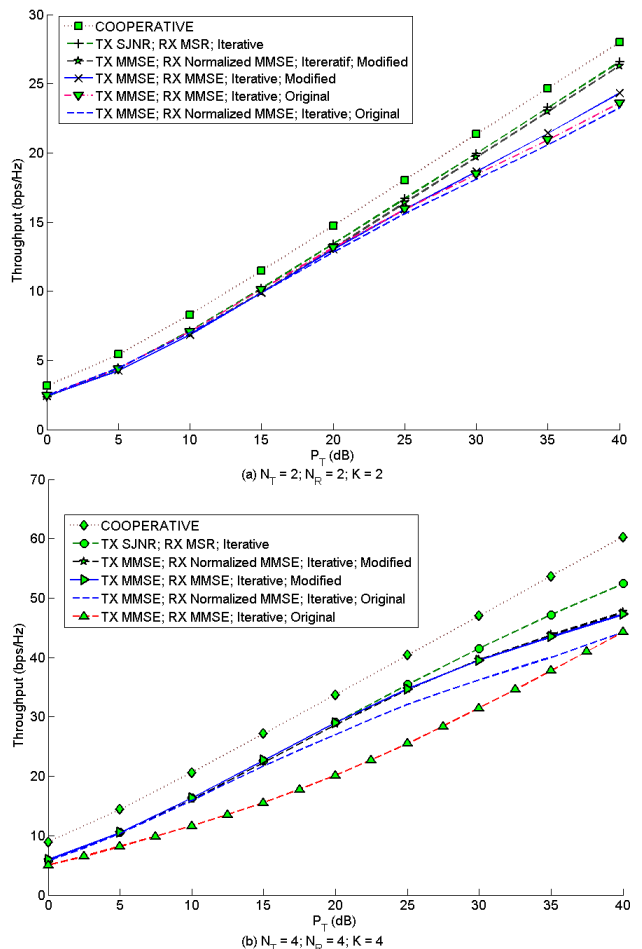 30
25
20
15
10
5
0
Throughput (bps/Hz)
COOPERATIVE
TX SJNR; RX MSR; Iterative
TX MMSE; RX Normalized MMSE; Itereratif; Modified
TX MMSE; RX MMSE; Iterative; Modified
TX MMSE; RX MMSE; Iterative; Original
TX MMSE; RX Normalized MMSE; Iterative; Original
0 5 10 15 20 25 30 35 40
P_T (dB)
(a) N_T = 2; N_R = 2; K = 2
70
60
50
40
30
20
10
0
Throughput (bps/Hz)
COOPERATIVE
TX SJNR; RX MSR; Iterative
TX MMSE; RX Normalized MMSE; Iterative; Modified
TX MMSE; RX MMSE; Iterative; Modified
TX MMSE; RX Normalized MMSE; Iterative; Original
TX MMSE; RX MMSE; Iterative; Original
0 5 10 15 20 25 30 35 40
P_T (dB)
(b) N_T = 4; N_R = 4; K = 4